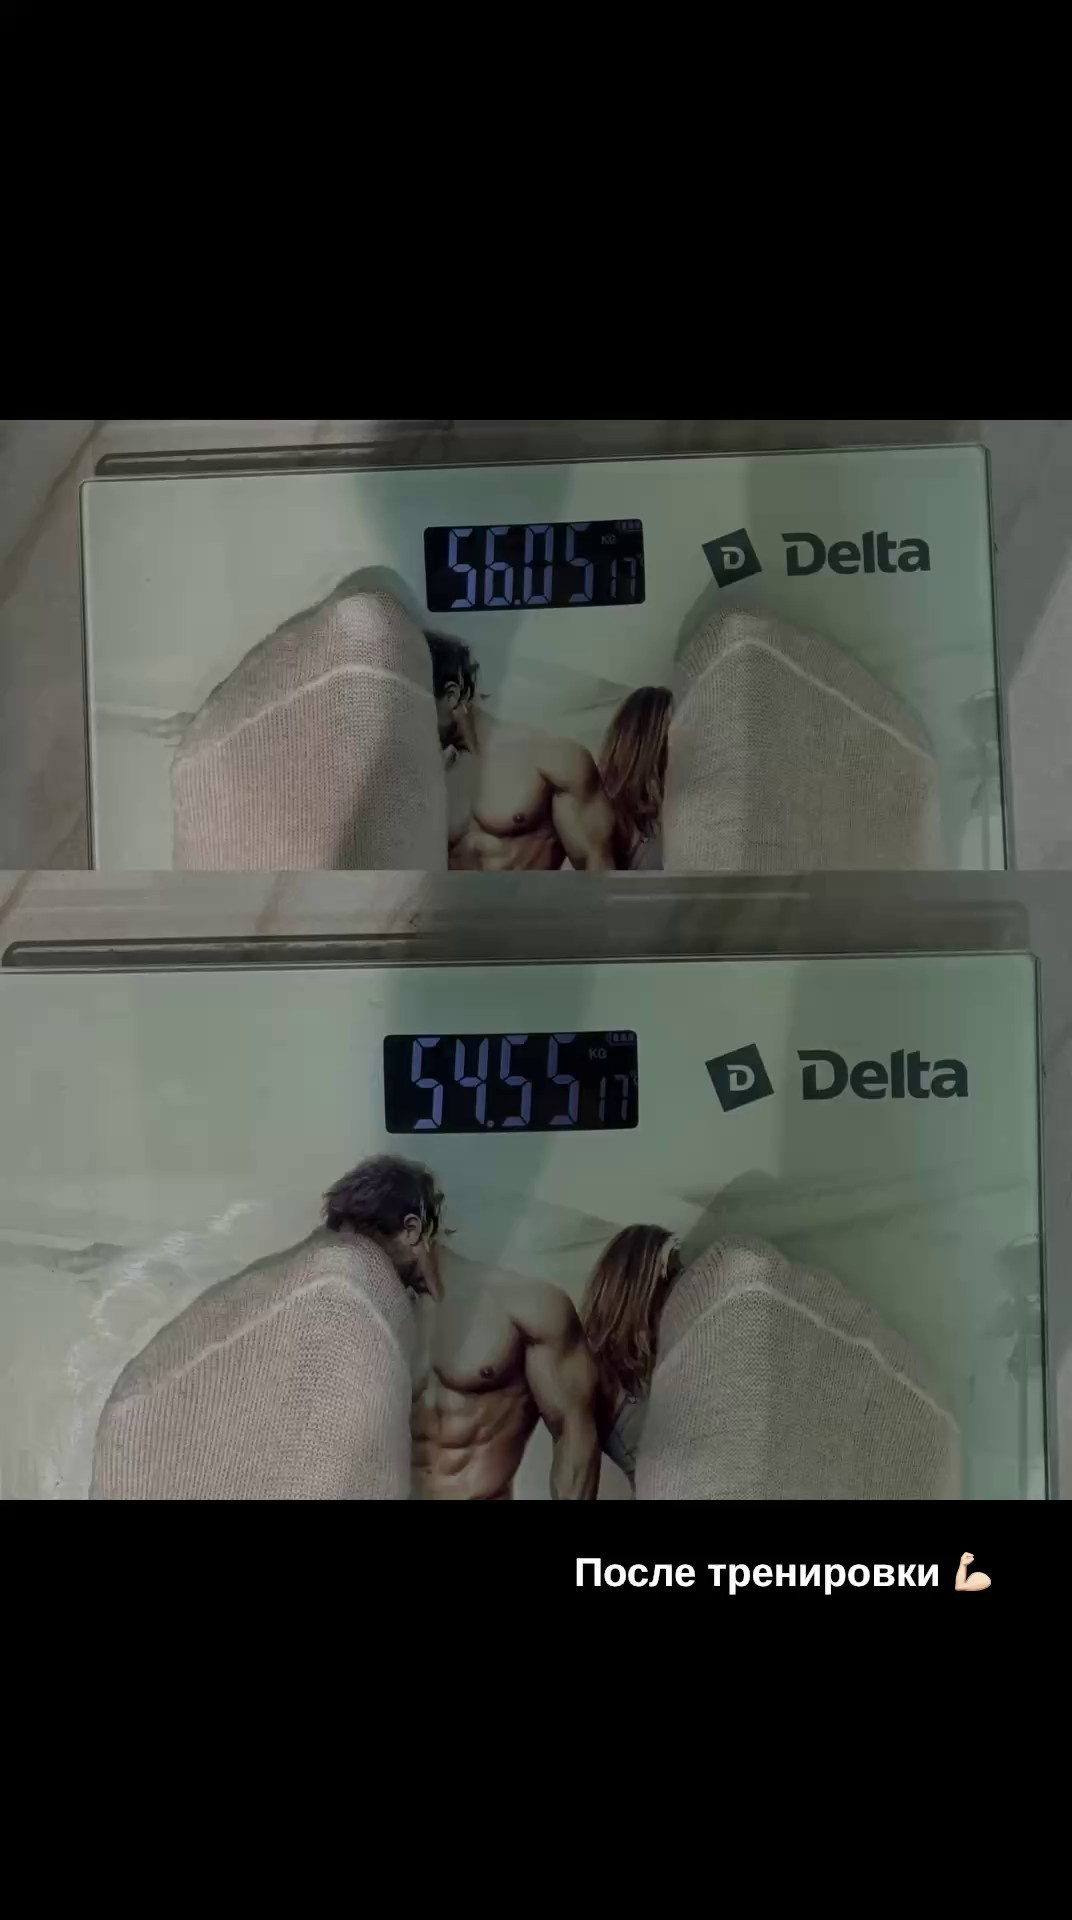 56.05
KG
17°
D Delta
54.55
KG
17°
D Delta
После тренировки 💪🏻